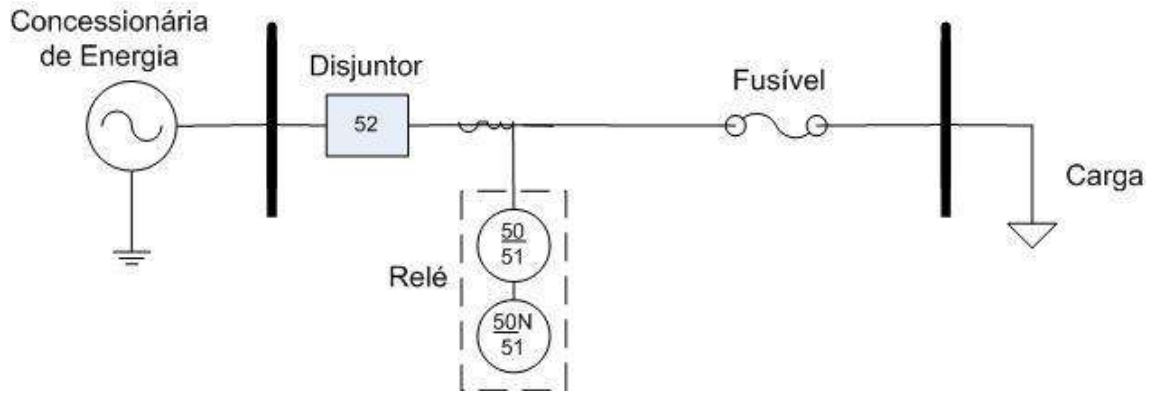 Concessionária
de Energia
Disjuntor
52
Fusível
Carga
Relé
50
51
50N
51